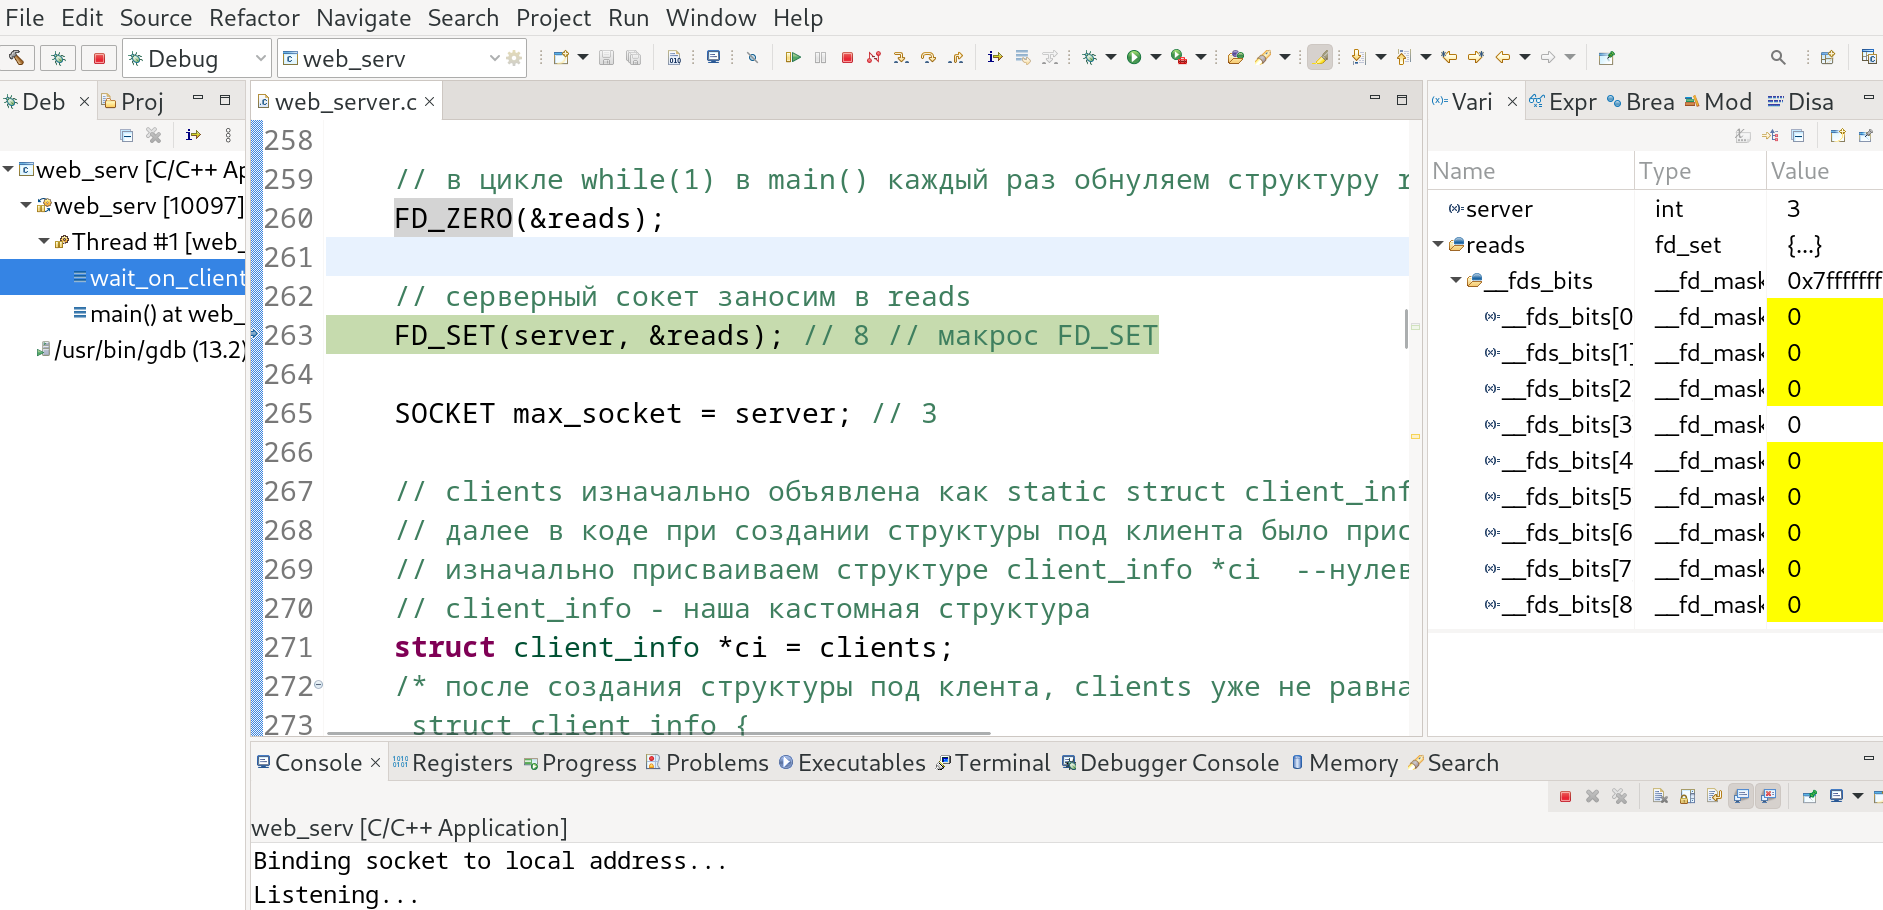 File Edit Source Refactor Navigate Search Project Run Window Help
Debug web_serv
Deb Proj
web_serv [C/C++ Ap
web_serv [10097]
Thread #1 [web_
wait_on_client
main() at web_
/usr/bin/gdb (13.2)
web_server.c
258
259 // в цикле while(1) в main() каждый раз обнуляем структуру r
260 FD_ZERO(&reads);
261
262 // серверный сокет заносим в reads
263 FD_SET(server, &reads); // 8 // макрос FD_SET
264
265 SOCKET max_socket = server; // 3
266
267 // clients изначально объявлена как static struct client_inf
268 // далее в коде при создании структуры под клиента было прис
269 // изначально присваиваем структуре client_info *ci --нулев
270 // client_info - наша кастомная структура
271 struct client_info *ci = clients;
272 /* после создания структуры под клента, clients уже не равна
273 struct client_info {
Vari Expr Brea Mod Disa
Name Type Value
server int 3
reads fd_set {...}
__fds_bits __fd_mask 0x7fffffff
__fds_bits[0 __fd_mask 0
__fds_bits[1] __fd_mask 0
__fds_bits[2 __fd_mask 0
__fds_bits[3 __fd_mask 0
__fds_bits[4 __fd_mask 0
__fds_bits[5 __fd_mask 0
__fds_bits[6 __fd_mask 0
__fds_bits[7 __fd_mask 0
__fds_bits[8 __fd_mask 0
Console Registers Progress Problems Executables Terminal Debugger Console Memory Search
web_serv [C/C++ Application]
Binding socket to local address...
Listening...